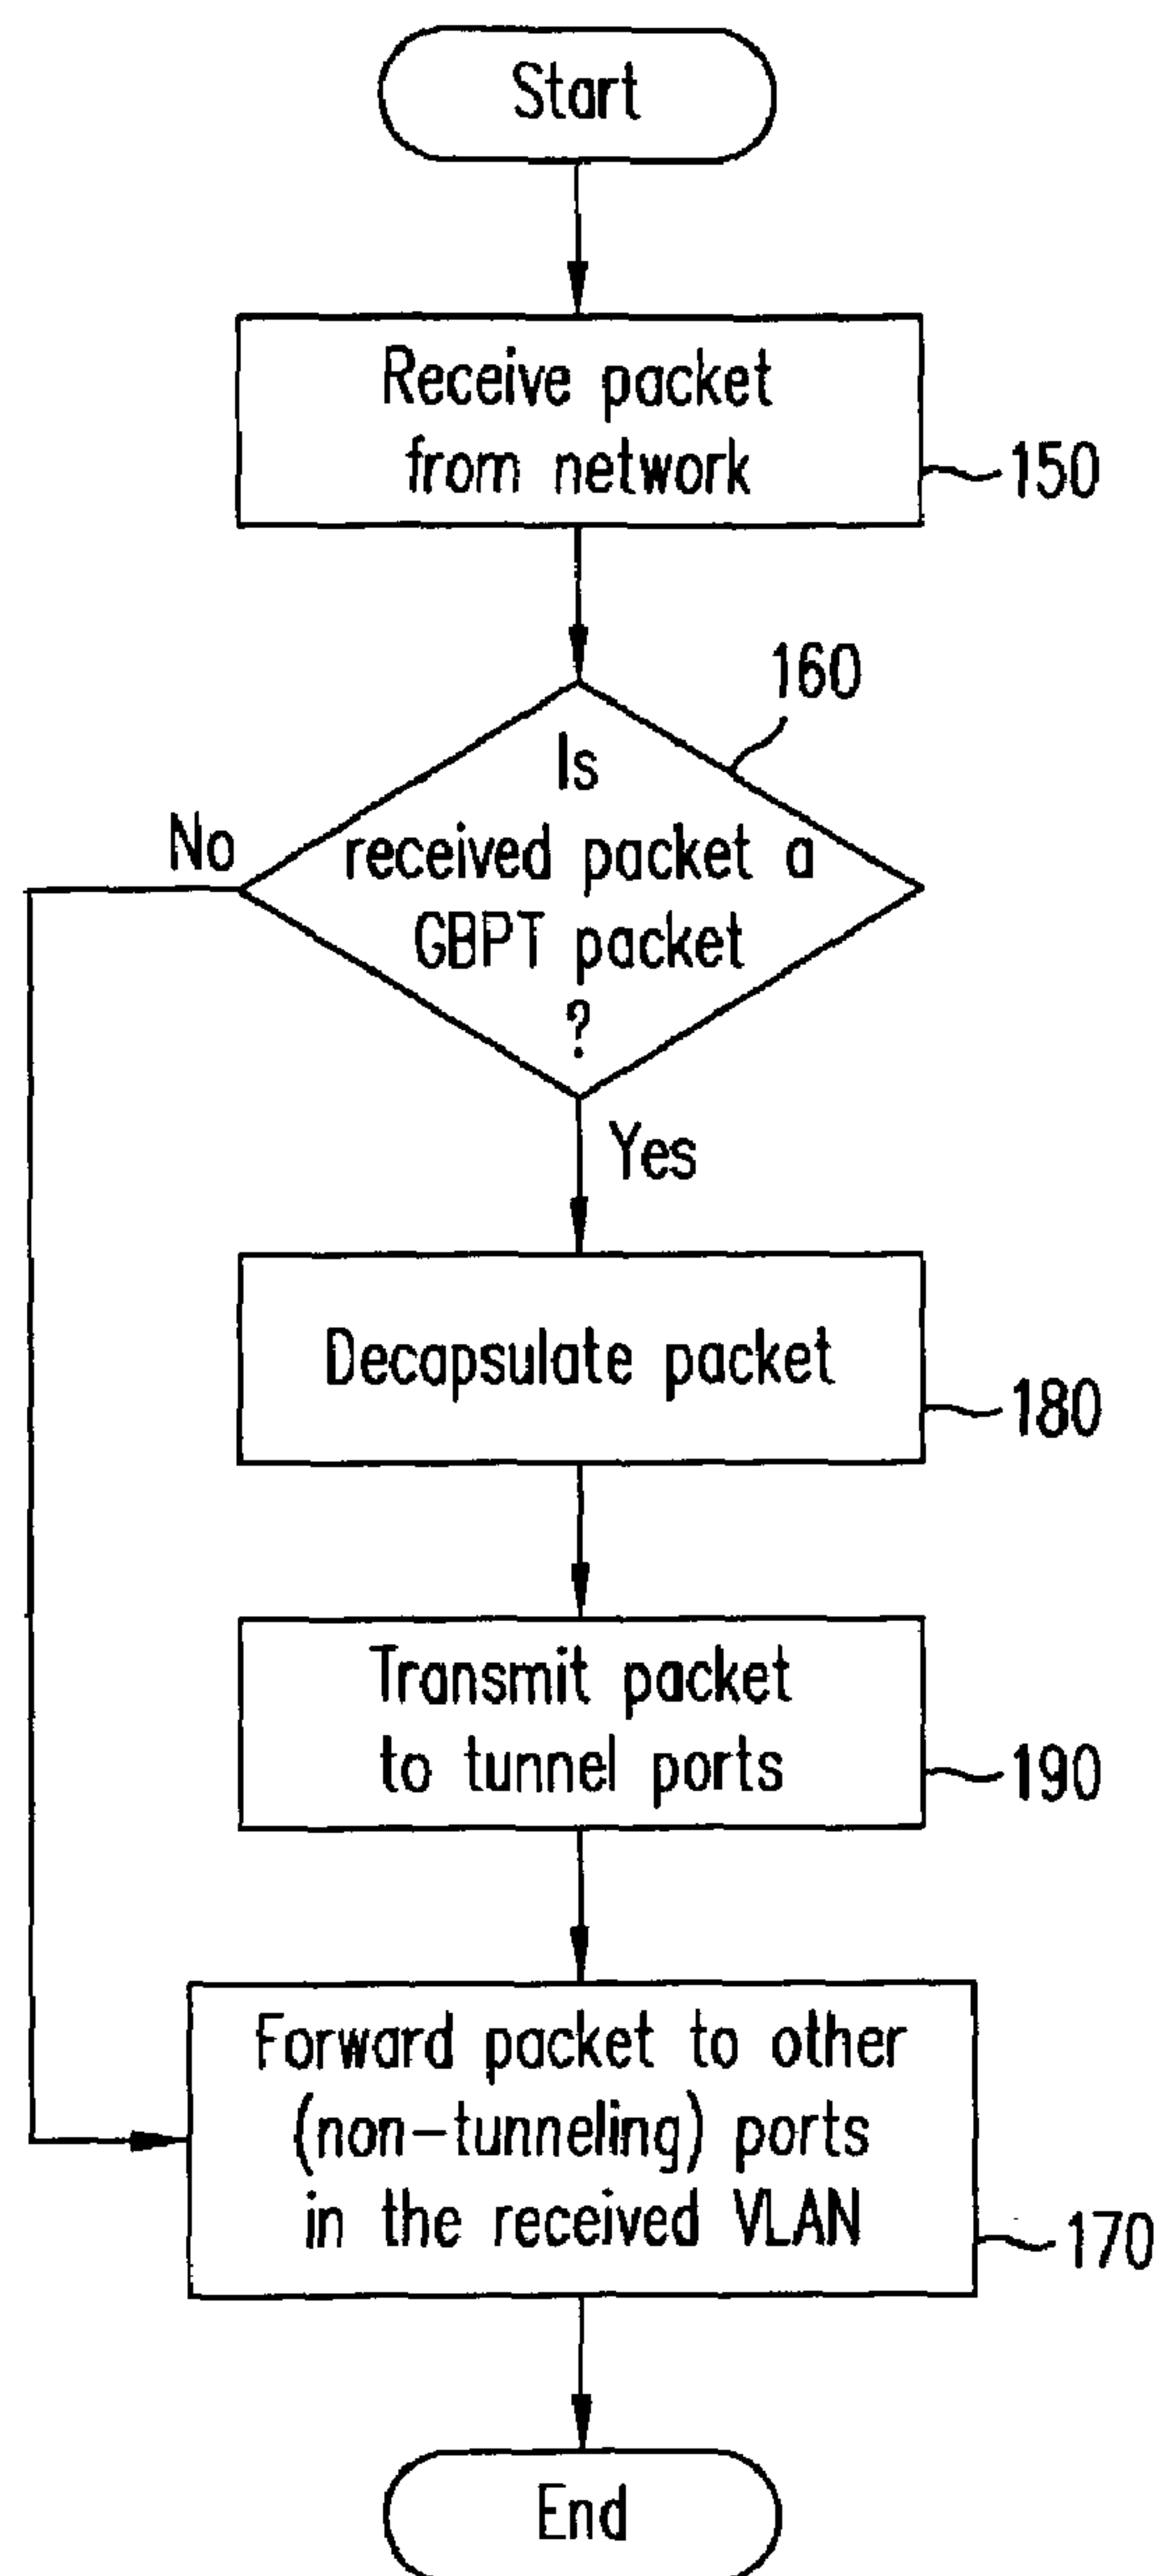 Start
Receive packet
from network
150
160
Is
received packet a
GBPT packet
?
No
Yes
Decapsulate packet
180
Transmit packet
to tunnel ports
190
Forward packet to other
(non-tunneling) ports
in the received VLAN
170
End